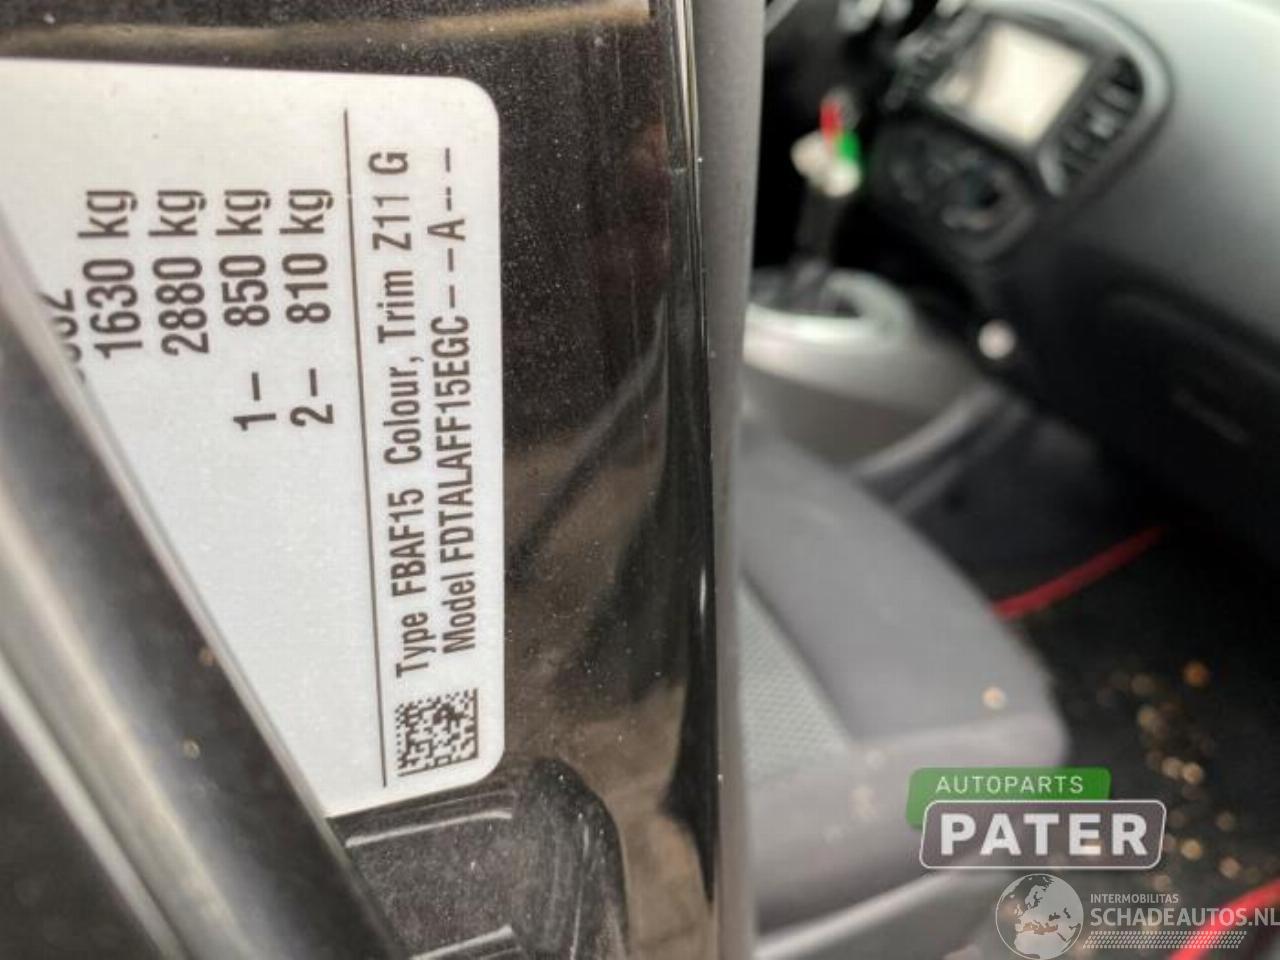 1630 kg
2880 kg
1- 850 kg
2- 810 kg
Type FBAF15 Colour, Trim Z11 G
Model FDTALAFF15EGC--A--
AUTOPARTS
PATER
INTERMOBILITAS
SCHADEAUTOS.NL